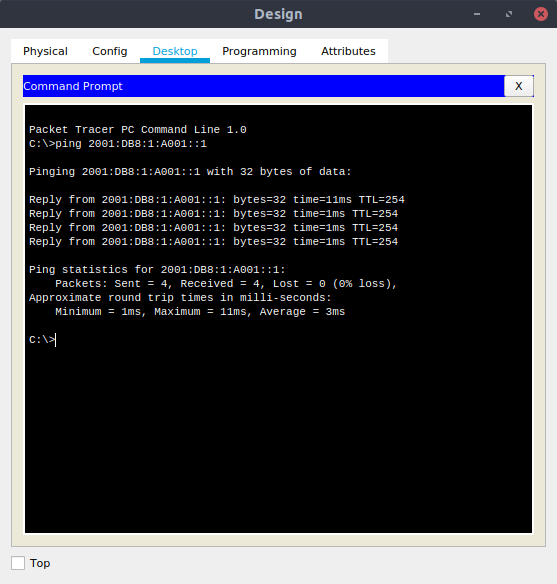 Design
Physical Config Desktop Programming Attributes
Command Prompt X
Packet Tracer PC Command Line 1.0
C:\>ping 2001:DB8:1:A001::1
Pinging 2001:DB8:1:A001::1 with 32 bytes of data:
Reply from 2001:DB8:1:A001::1: bytes=32 time=11ms TTL=254
Reply from 2001:DB8:1:A001::1: bytes=32 time=1ms TTL=254
Reply from 2001:DB8:1:A001::1: bytes=32 time=1ms TTL=254
Reply from 2001:DB8:1:A001::1: bytes=32 time=1ms TTL=254
Ping statistics for 2001:DB8:1:A001::1:
    Packets: Sent = 4, Received = 4, Lost = 0 (0% loss),
Approximate round trip times in milli-seconds:
    Minimum = 1ms, Maximum = 11ms, Average = 3ms
C:\>
Top